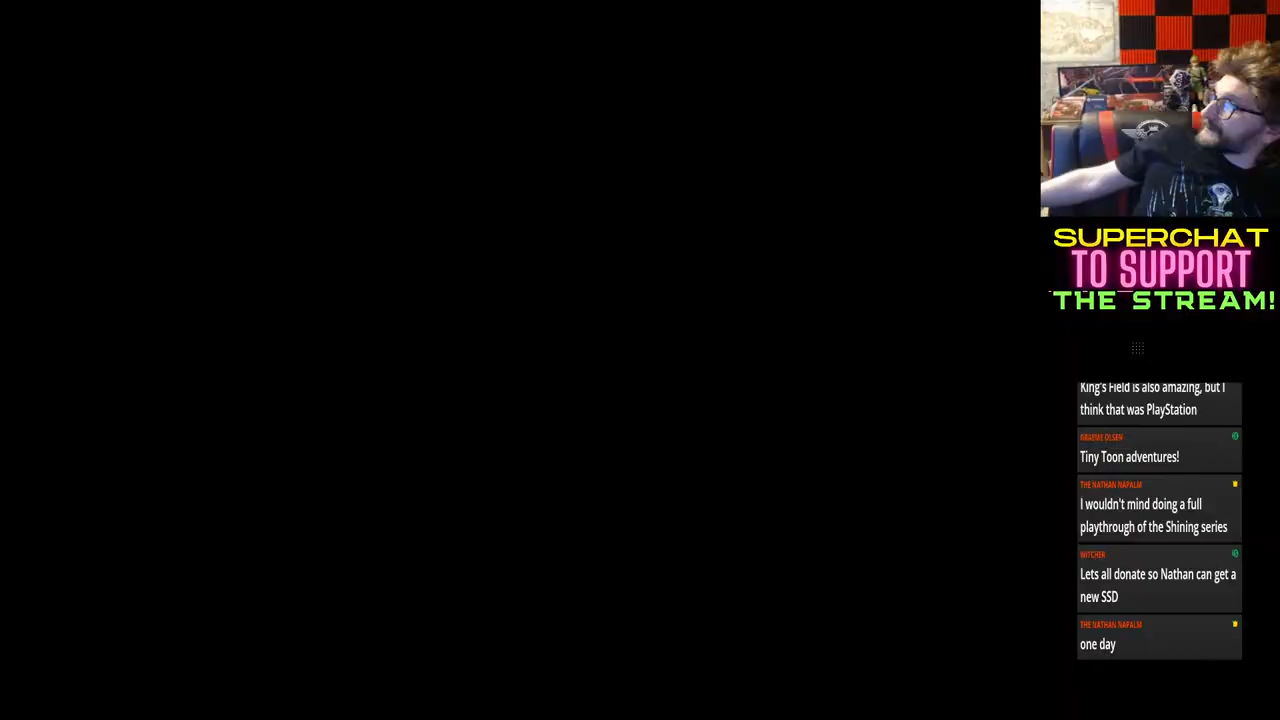 SUPERCHAT
TO SUPPORT
THE STREAM!
King's Field is also amazing, but I
think that was PlayStation
GRAEME OLSEN
Tiny Toon adventures!
THE NATHAN NAPALM
I wouldn't mind doing a full
playthrough of the Shining series
WITCHER
Lets all donate so Nathan can get a
new SSD
THE NATHAN NAPALM
one day